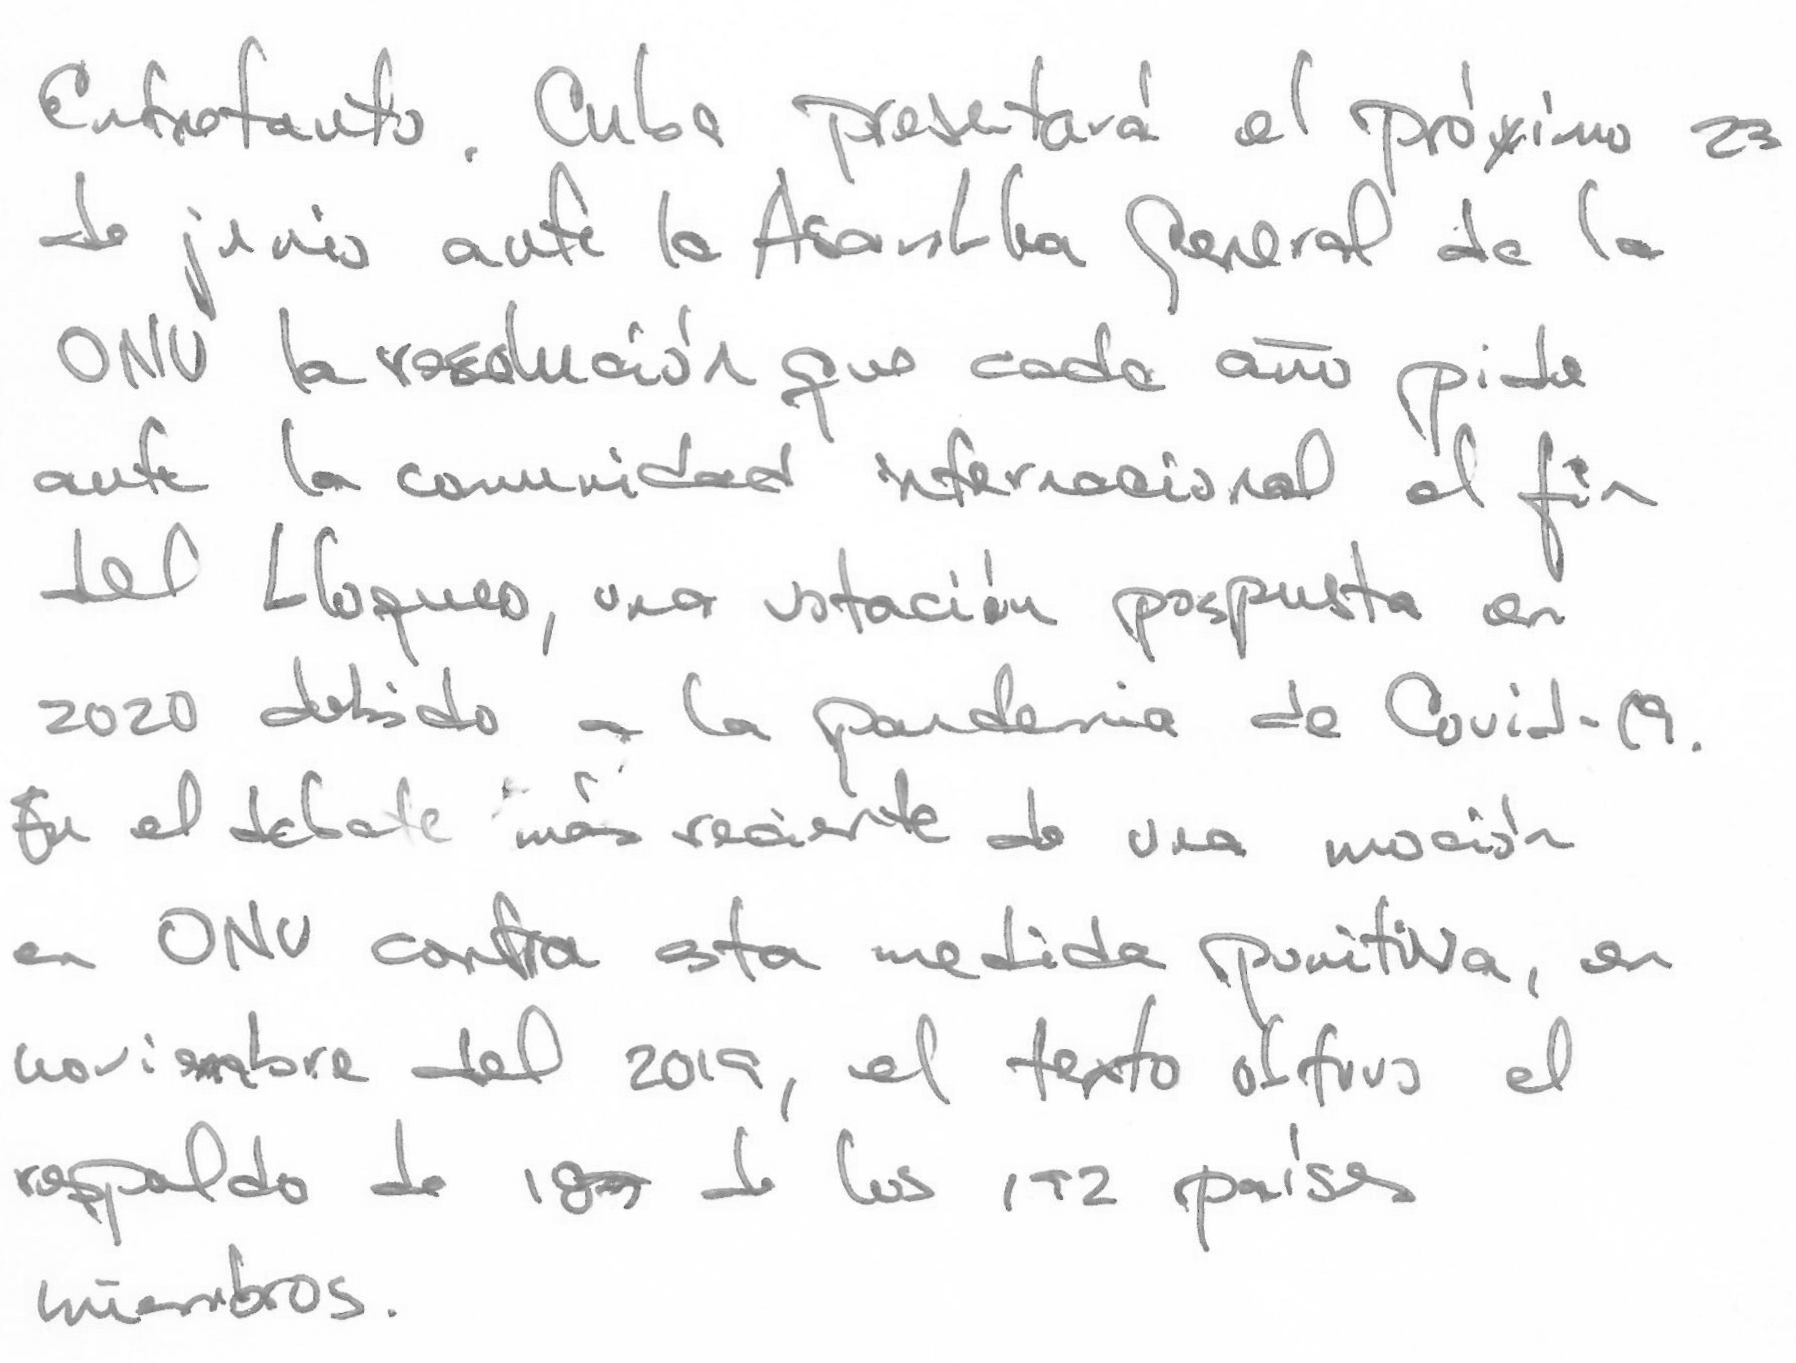 Entretanto. Cuba presentará el próximo 23
de junio ante la Asamblea General de la
ONU la resolución que cada año pide
ante la comunidad internacional el fin
del bloqueo, una votación pospuesta en
2020 debido a la pandemia de Covid-19.
En el debate más reciente de una moción
en ONU contra esta medida punitiva, en
noviembre del 2019, el texto obtuvo el
respaldo de 187 de los 192 países
miembros.